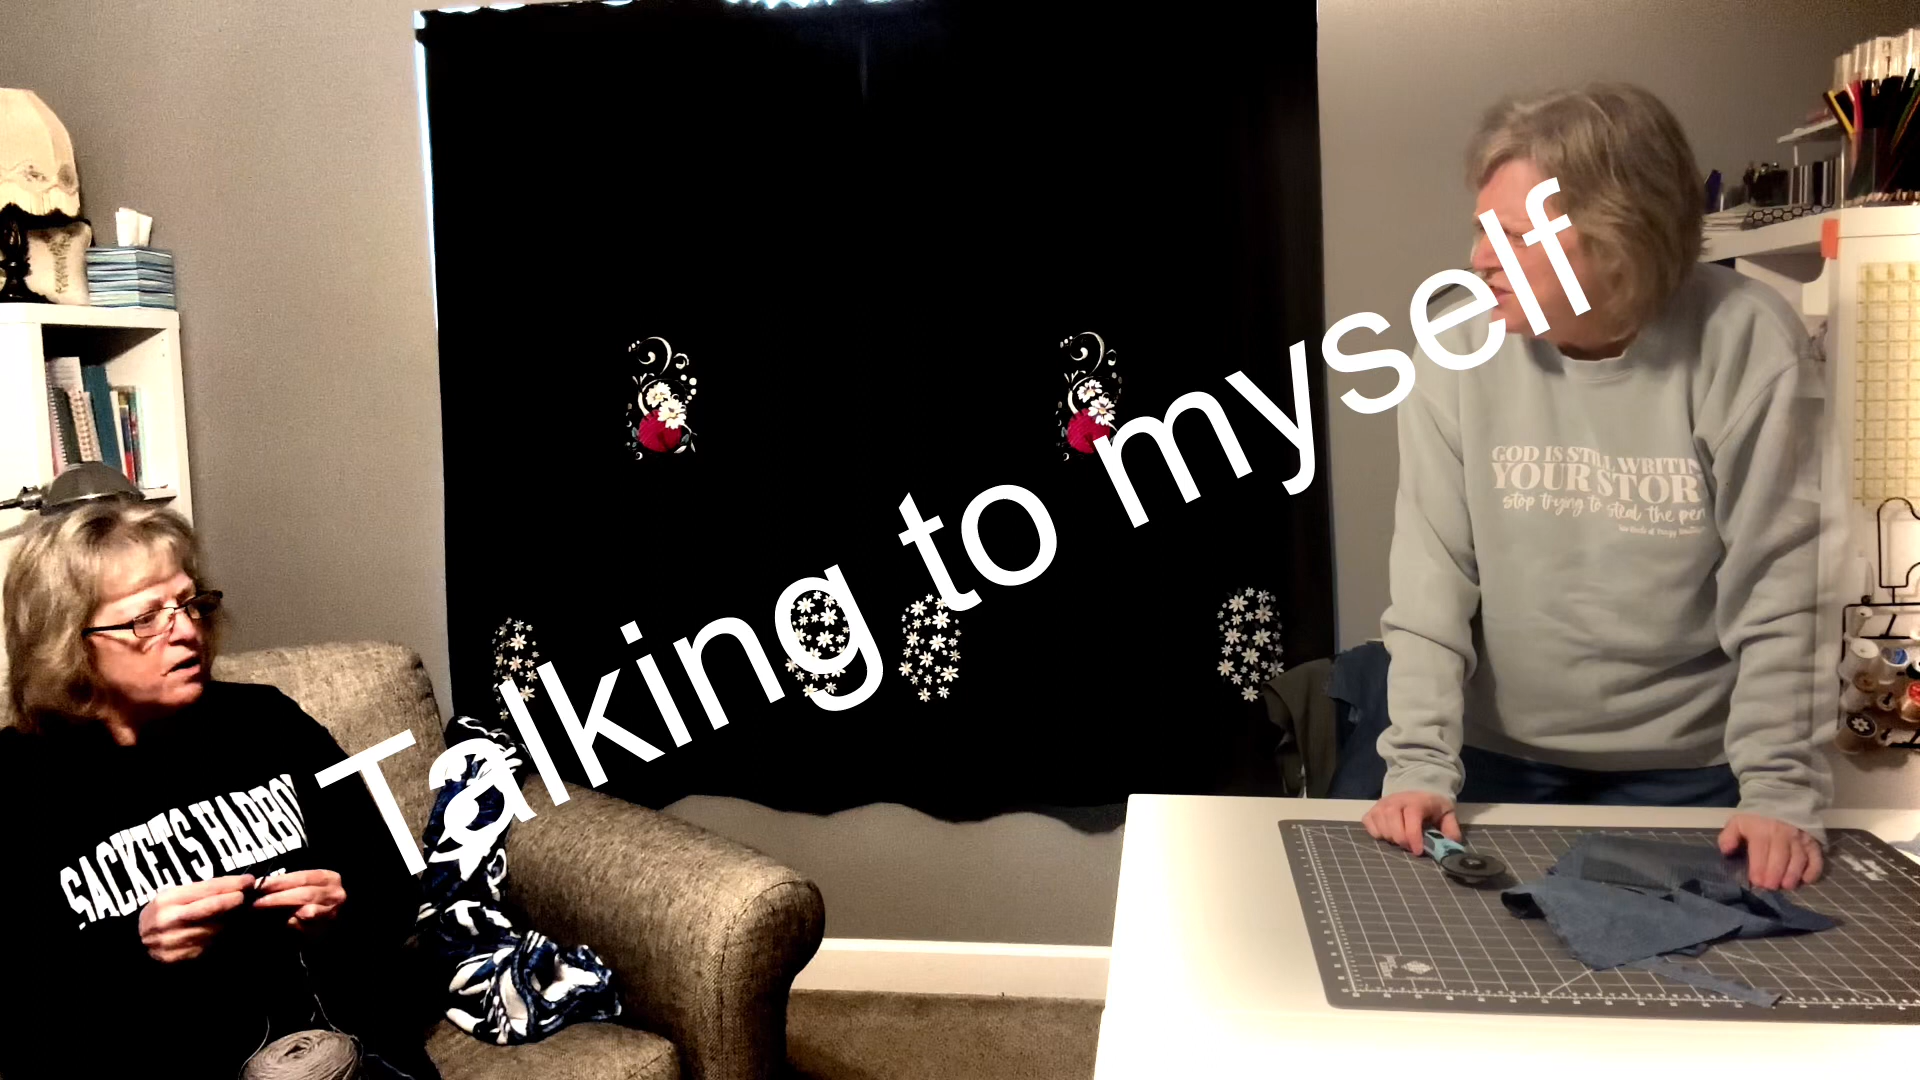 Talking to myself
SACKETS HARBO
GOD IS STILL WRITIN
YOUR STOR
stop trying to steal the pen